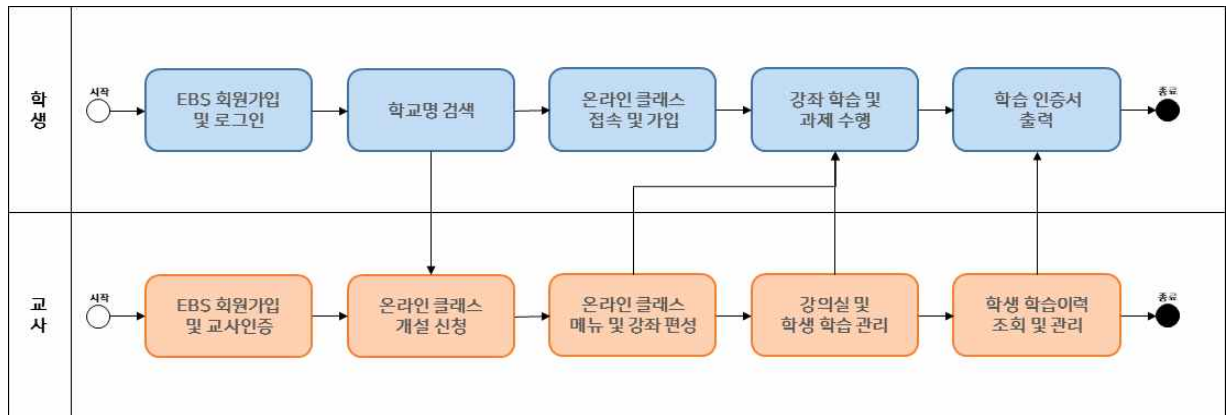 학
생
시작
EBS 회원가입
및 로그인
학교명 검색
온라인 클래스
접속 및 가입
강좌 학습 및
과제 수행
학습 인증서
출력
종료
교
사
시작
EBS 회원가입
및 교사인증
온라인 클래스
개설 신청
온라인 클래스
메뉴 및 강좌 편성
강의실 및
학생 학습 관리
학생 학습이력
조회 및 관리
종료